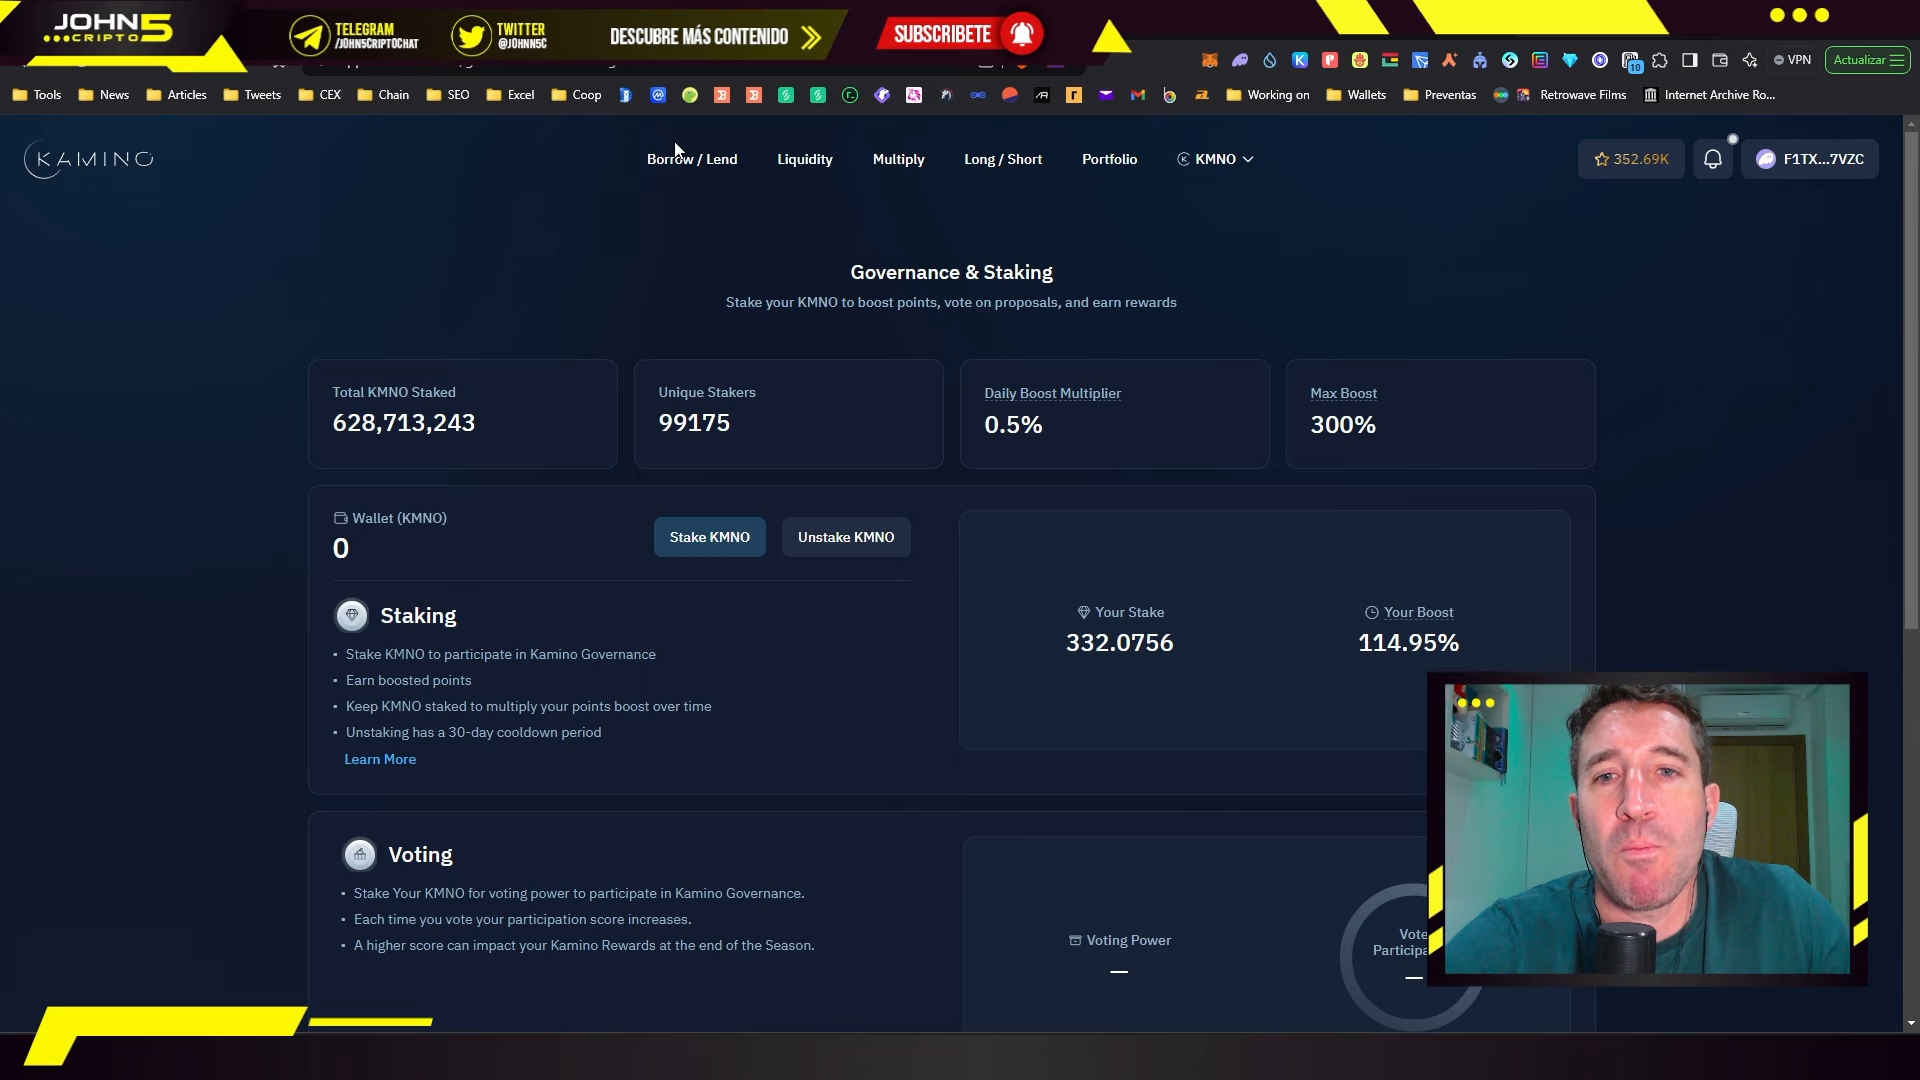 JOHN5
CRIPTO
TELEGRAM
/JOHN5CRIPTOCHAT
TWITTER
@JOHNN5C
DESCUBRE MÁS CONTENIDO
SUBSCRIBETE
10
VPN
Actualizar
Tools
News
Articles
Tweets
CEX
Chain
SEO
Excel
Coop
Working on
Wallets
Preventas
Retrowave Films
Internet Archive Ro...
KAMINO
Borrow / Lend
Liquidity
Multiply
Long / Short
Portfolio
KMNO
352.69K
F1TX...7VZC
Governance & Staking
Stake your KMNO to boost points, vote on proposals, and earn rewards
Total KMNO Staked
628,713,243
Unique Stakers
99175
Daily Boost Multiplier
0.5%
Max Boost
300%
Wallet (KMNO)
0
Stake KMNO
Unstake KMNO
Staking
• Stake KMNO to participate in Kamino Governance
• Earn boosted points
• Keep KMNO staked to multiply your points boost over time
• Unstaking has a 30-day cooldown period
Learn More
Your Stake
332.0756
Your Boost
114.95%
Voting
• Stake Your KMNO for voting power to participate in Kamino Governance.
• Each time you vote your participation score increases.
• A higher score can impact your Kamino Rewards at the end of the Season.
Voting Power
—
Vote
Participa
—